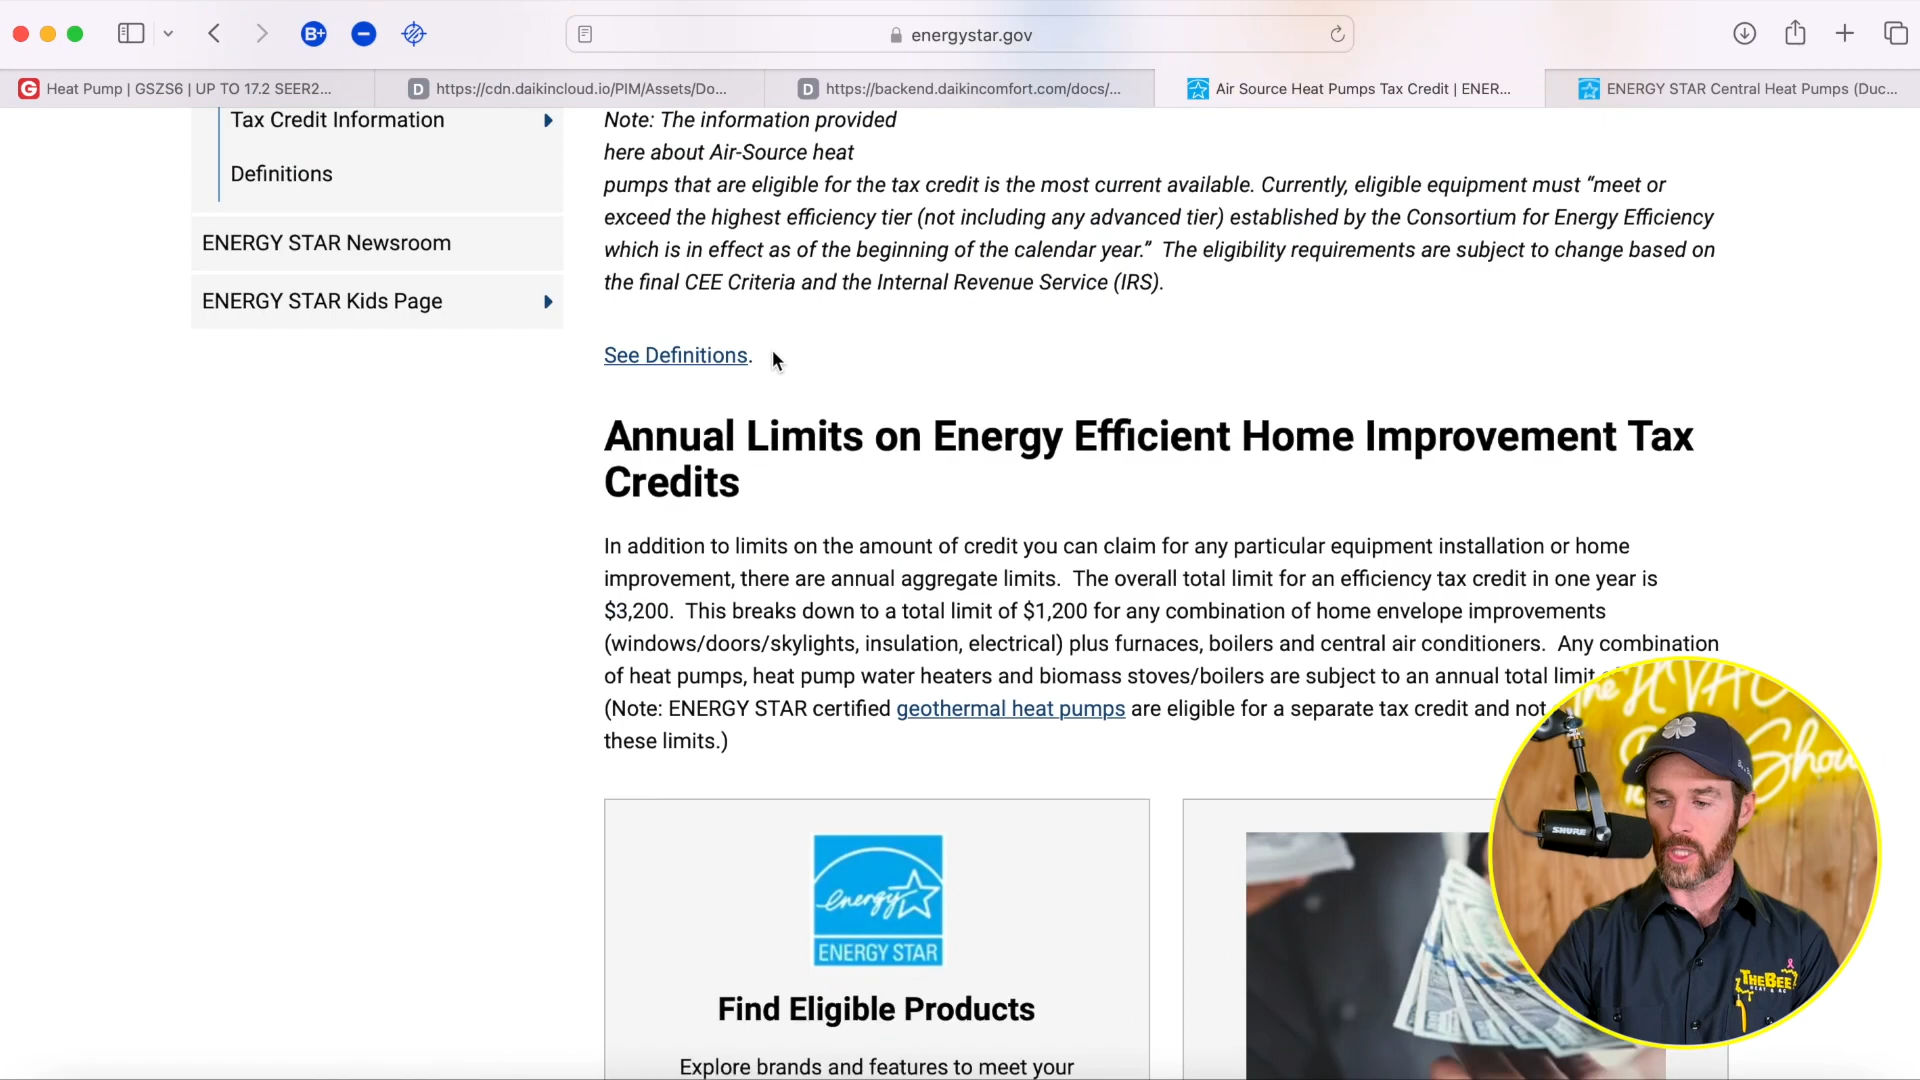 energystar.gov
Heat Pump | GSZS6 | UP TO 17.2 SEER2...
https://cdn.daikincloud.io/PIM/Assets/Do...
https://backend.daikincomfort.com/docs/...
Air Source Heat Pumps Tax Credit | ENER...
ENERGY STAR Central Heat Pumps (Duc...
Tax Credit Information
Definitions
ENERGY STAR Newsroom
ENERGY STAR Kids Page
Note: The information provided
here about Air-Source heat
pumps that are eligible for the tax credit is the most current available. Currently, eligible equipment must “meet or
exceed the highest efficiency tier (not including any advanced tier) established by the Consortium for Energy Efficiency
which is in effect as of the beginning of the calendar year.” The eligibility requirements are subject to change based on
the final CEE Criteria and the Internal Revenue Service (IRS).
See Definitions.
Annual Limits on Energy Efficient Home Improvement Tax
Credits
In addition to limits on the amount of credit you can claim for any particular equipment installation or home
improvement, there are annual aggregate limits. The overall total limit for an efficiency tax credit in one year is
$3,200. This breaks down to a total limit of $1,200 for any combination of home envelope improvements
(windows/doors/skylights, insulation, electrical) plus furnaces, boilers and central air conditioners. Any combination
of heat pumps, heat pump water heaters and biomass stoves/boilers are subject to an annual total limit
(Note: ENERGY STAR certified geothermal heat pumps are eligible for a separate tax credit and not
these limits.)
energy
ENERGY STAR
Find Eligible Products
Explore brands and features to meet your
The HVAC
Show
SHURE
THEBEE
HEAT & AC